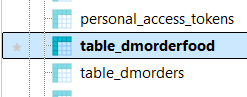 personal_access_tokens
table_dmorderfood
table_dmorders